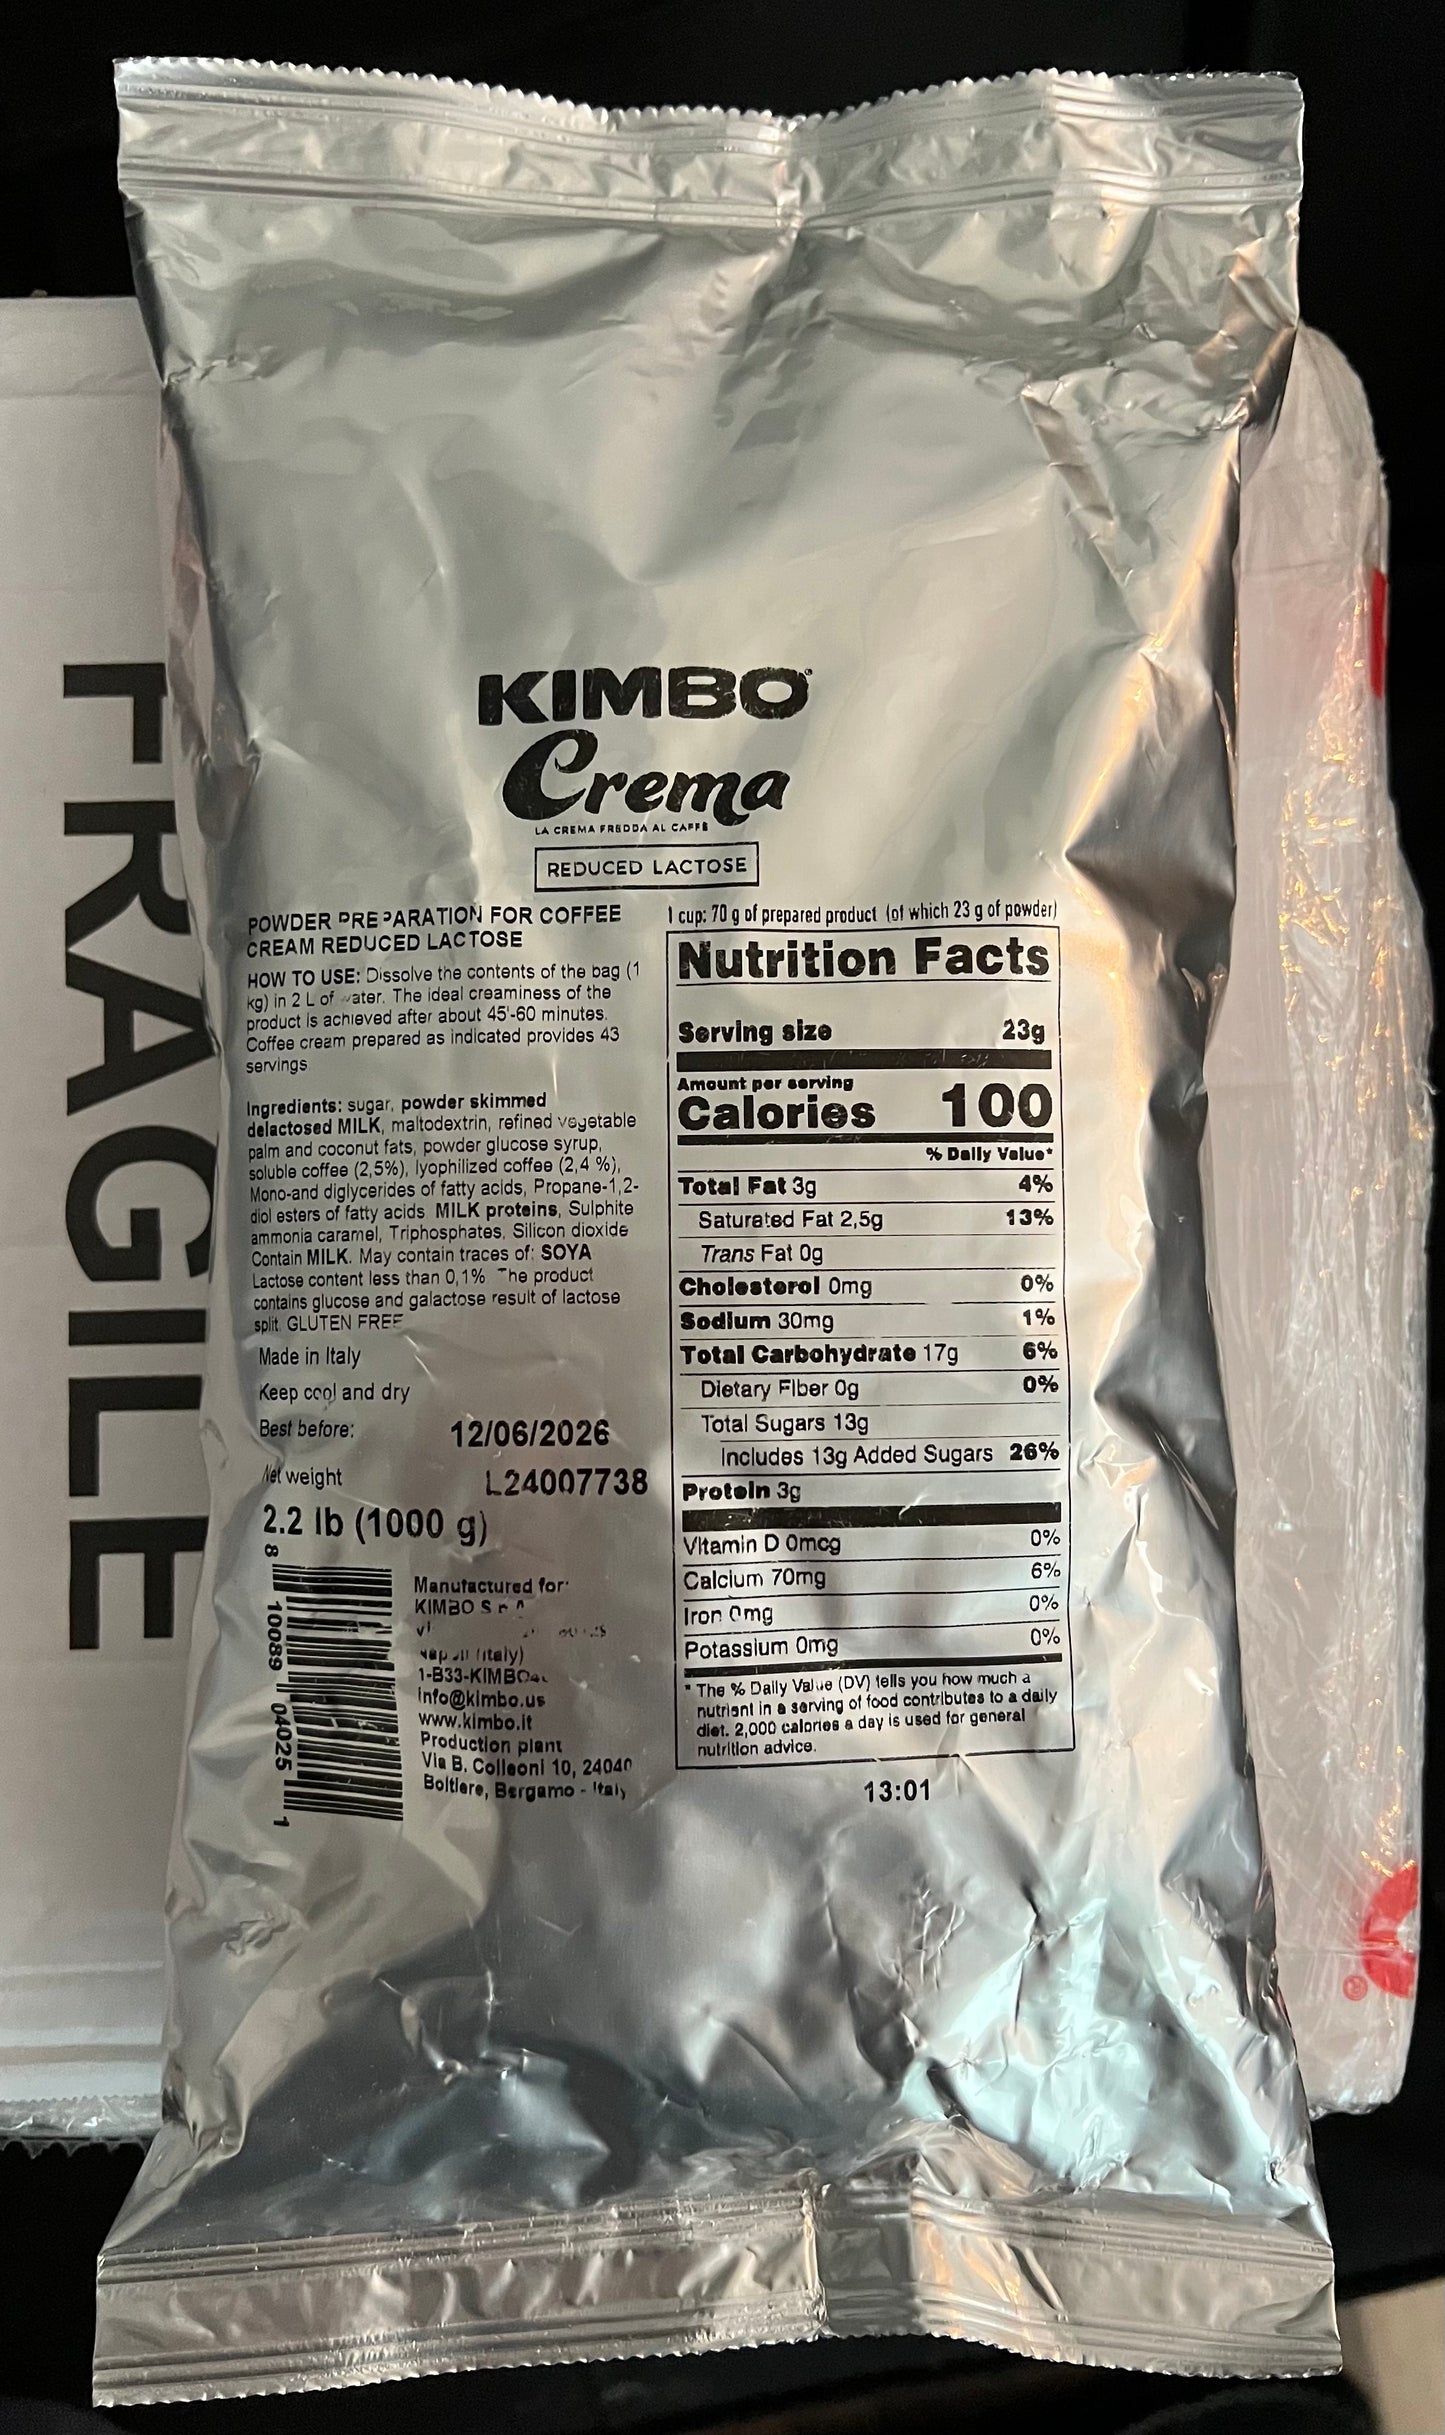 FRAGILE
KIMBO
Crema
LA CREMA FREDDA AL CAFFÈ
REDUCED LACTOSE
POWDER PREPARATION FOR COFFEE
CREAM REDUCED LACTOSE
HOW TO USE: Dissolve the contents of the bag (1
kg) in 2 L of water. The ideal creaminess of the
product is achieved after about 45'-60 minutes.
Coffee cream prepared as indicated provides 43
servings
Ingredients: sugar, powder skimmed
delactosed MILK, maltodextrin, refined vegetable
palm and coconut fats, powder glucose syrup,
soluble coffee (2,5%), lyophilized coffee (2,4 %),
Mono-and diglycerides of fatty acids, Propane-1,2-
diol esters of fatty acids MILK proteins, Sulphite
ammonia caramel, Triphosphates, Silicon dioxide
Contain MILK. May contain traces of: SOYA
Lactose content less than 0,1% The product
contains glucose and galactose result of lactose
split. GLUTEN FREE
Made in Italy
Keep cool and dry
Best before: 12/06/2026
Net weight L24007738
2.2 lb (1000 g)
8 10089 04025 1
Manufactured for:
KIMBO
(Italy)
Info@kimbo.us
www.kimbo.it
Production plant
Via B. Colleoni 10, 24040
Boltiere, Bergamo - Italy
1 cup: 70 g of prepared product (of which 23 g of powder)
Nutrition Facts
Serving size 23g
Amount per serving
Calories 100
% Daily Value*
Total Fat 3g 4%
Saturated Fat 2,5g 13%
Trans Fat 0g
Cholesterol 0mg 0%
Sodium 30mg 1%
Total Carbohydrate 17g 6%
Dietary Fiber 0g 0%
Total Sugars 13g
Includes 13g Added Sugars 26%
Protein 3g
Vitamin D 0mcg 0%
Calcium 70mg 6%
Iron 0mg 0%
Potassium 0mg 0%
* The % Daily Value (DV) tells you how much a
nutrient in a serving of food contributes to a daily
diet. 2,000 calories a day is used for general
nutrition advice.
13:01